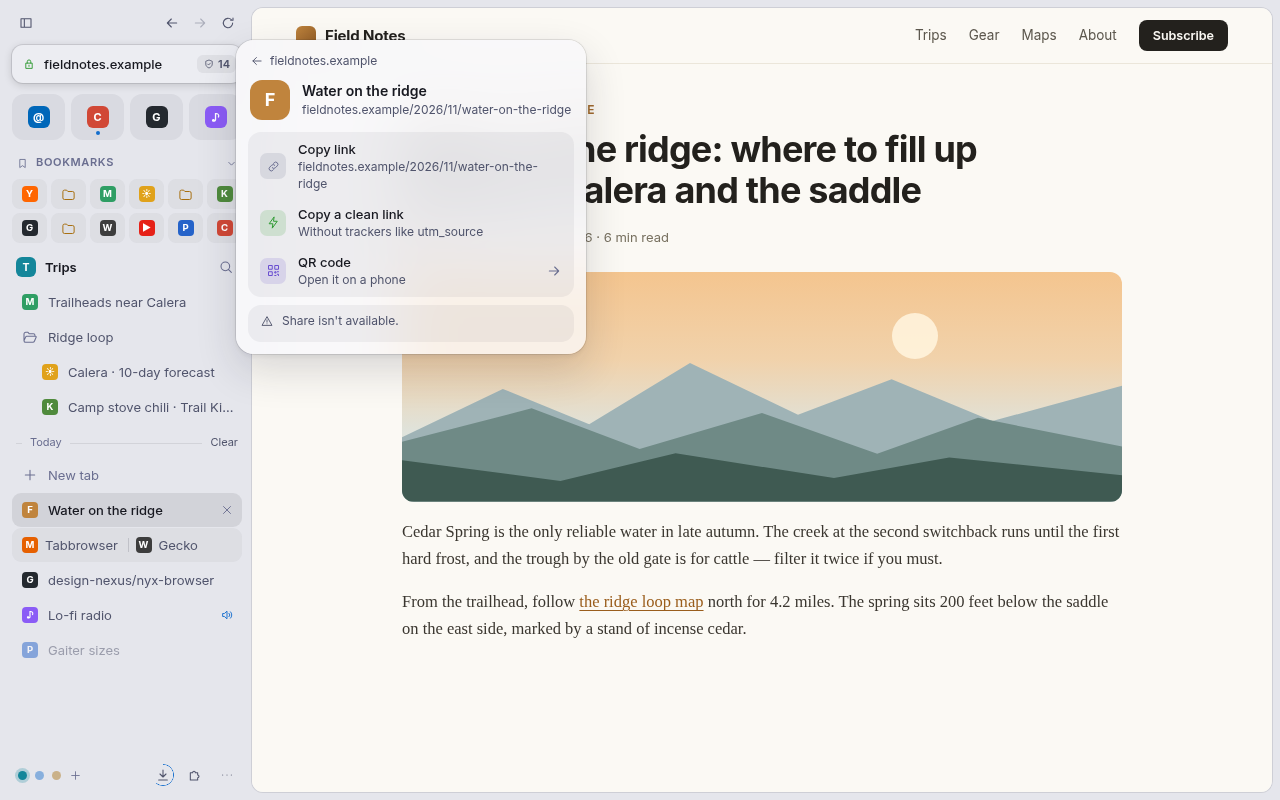 fieldnotes.example
14
@
C
G
BOOKMARKS
Y
M
K
G
W
P
C
T
Trips
M
Trailheads near Calera
Ridge loop
Calera · 10-day forecast
K
Camp stove chili · Trail Ki...
Today
Clear
New tab
F
Water on the ridge
M
Tabbrowser
W
Gecko
G
design-nexus/nyx-browser
Lo-fi radio
P
Gaiter sizes
fieldnotes.example
F
Water on the ridge
fieldnotes.example/2026/11/water-on-the-ridge
Copy link
fieldnotes.example/2026/11/water-on-the-
ridge
Copy a clean link
Without trackers like utm_source
QR code
Open it on a phone
Share isn't available.
Field Notes
Trips
Gear
Maps
About
Subscribe
E
ne ridge: where to fill up
alera and the saddle
6 · 6 min read
Cedar Spring is the only reliable water in late autumn. The creek at the second switchback runs until the first
hard frost, and the trough by the old gate is for cattle — filter it twice if you must.
From the trailhead, follow the ridge loop map north for 4.2 miles. The spring sits 200 feet below the saddle
on the east side, marked by a stand of incense cedar.